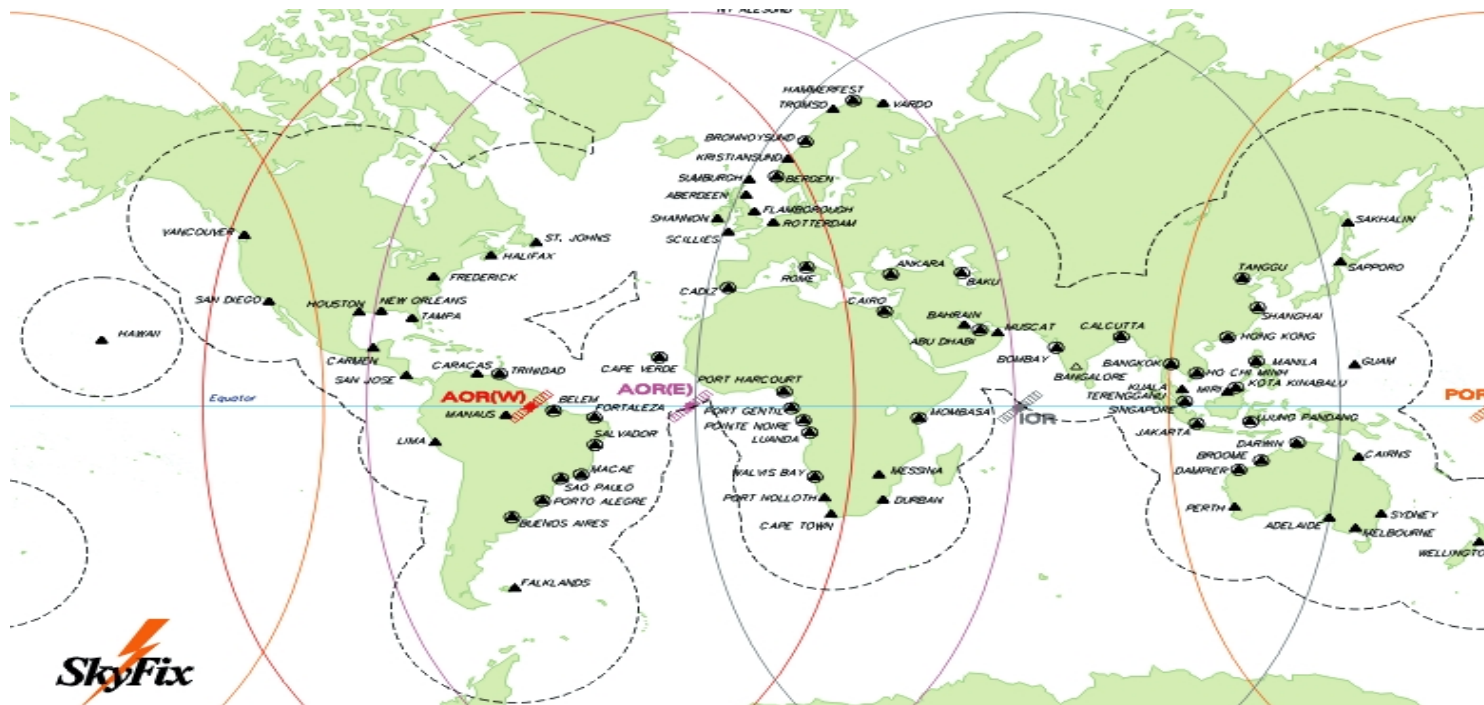 NY ALESUND
HAMMERFEST
TROMSO
VARDO
BRONNOYSUND
KRISTIANSUND
SUMBURGH
BERGEN
ABERDEEN
FLAMBOROUGH
SHANNON
ROTTERDAM
SCILLIES
VANCOUVER
ST. JOHNS
HALIFAX
SAKHALIN
FREDERICK
ROME
ANKARA
BAKU
TANGGU
SAPPORO
CADIZ
SAN DIEGO
HOUSTON
NEW ORLEANS
TAMPA
CAIRO
BAHRAIN
MUSCAT
ABU DHABI
CALCUTTA
SHANGHAI
HAWAII
HONG KONG
BOMBAY
CARMEN
CARACAS
TRINIDAD
CAPE VERDE
BANGALORE
BANGKOK
MANILA
GUAM
SAN JOSE
HO CHI MINH
PORT HARCOURT
KUALA
TERENGGANU
MIRI
KOTA KINABALU
Equator
AOR(W)
AOR(E)
IOR
POR
MANAUS
BELEM
FORTALEZA
PORT GENTIL
MOMBASA
SINGAPORE
UJUNG PANDANG
POINTE NOIRE
LUANDA
JAKARTA
LIMA
SALVADOR
DARWIN
BROOME
CAIRNS
DAMPIER
MACAE
SAO PAULO
WALVIS BAY
MESSINA
PORTO ALEGRE
PORT NOLLOTH
DURBAN
BUENOS AIRES
CAPE TOWN
PERTH
ADELAIDE
SYDNEY
MELBOURNE
WELLINGTO
FALKLANDS
SkyFix